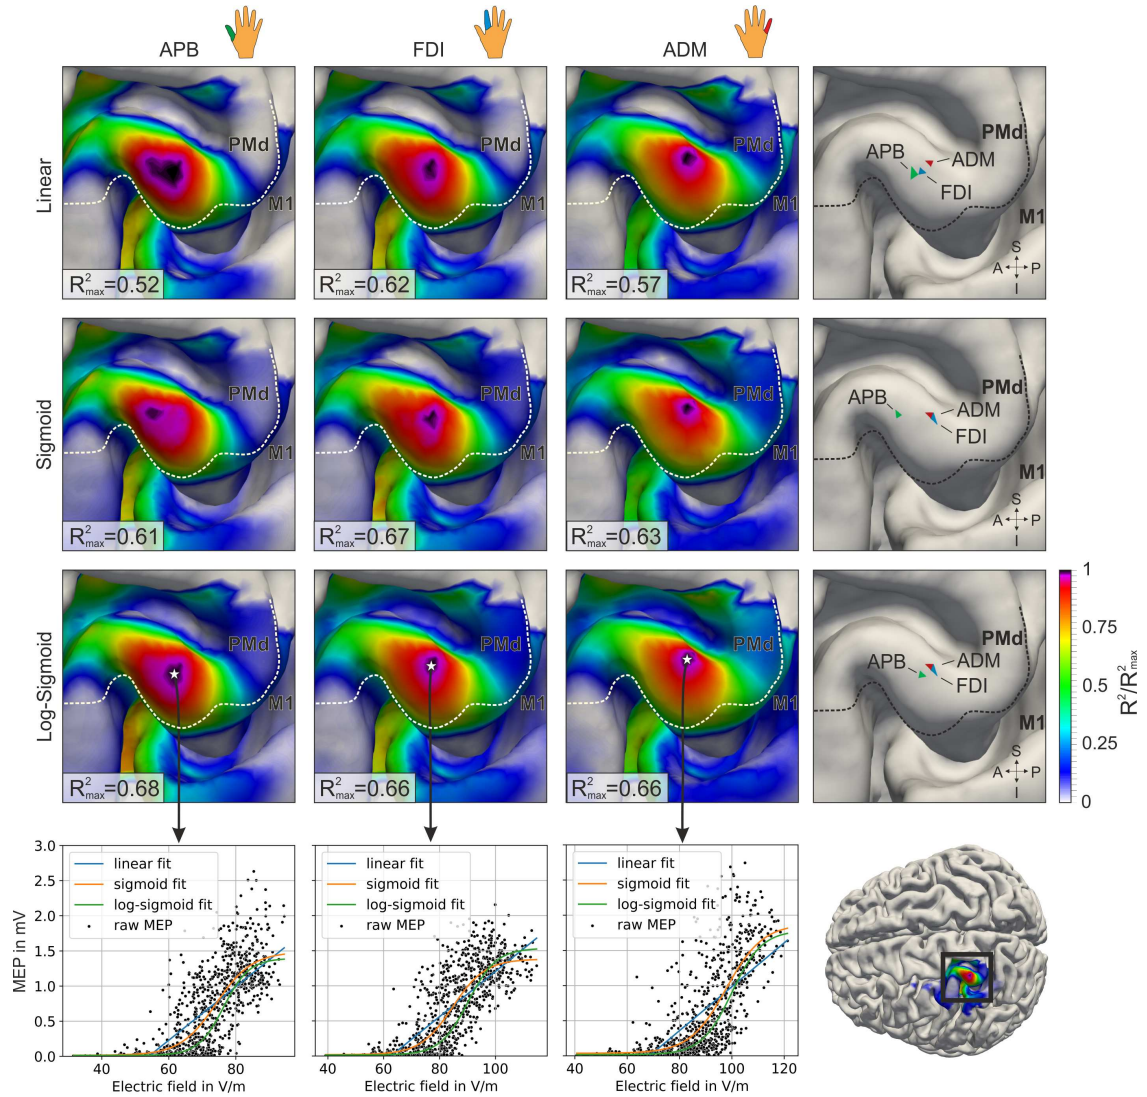 APB
FDI
ADM
Linear
PMd
M1
R²max=0.52
PMd
M1
R²max=0.62
PMd
M1
R²max=0.57
PMd
APB
ADM
FDI
M1
S
A
P
I
Sigmoid
PMd
M1
R²max=0.61
PMd
M1
R²max=0.67
PMd
M1
R²max=0.63
PMd
APB
ADM
FDI
M1
S
A
P
I
Log-Sigmoid
PMd
M1
R²max=0.68
PMd
M1
R²max=0.66
PMd
M1
R²max=0.66
PMd
APB
ADM
FDI
M1
S
A
P
I
1
0.75
0.5
0.25
0
R²/R²max
MEP in mV
3.0
2.5
2.0
1.5
1.0
0.5
0.0
linear fit
sigmoid fit
log-sigmoid fit
raw MEP
40 60 80
Electric field in V/m
linear fit
sigmoid fit
log-sigmoid fit
raw MEP
40 60 80 100
Electric field in V/m
linear fit
sigmoid fit
log-sigmoid fit
raw MEP
40 60 80 100 120
Electric field in V/m